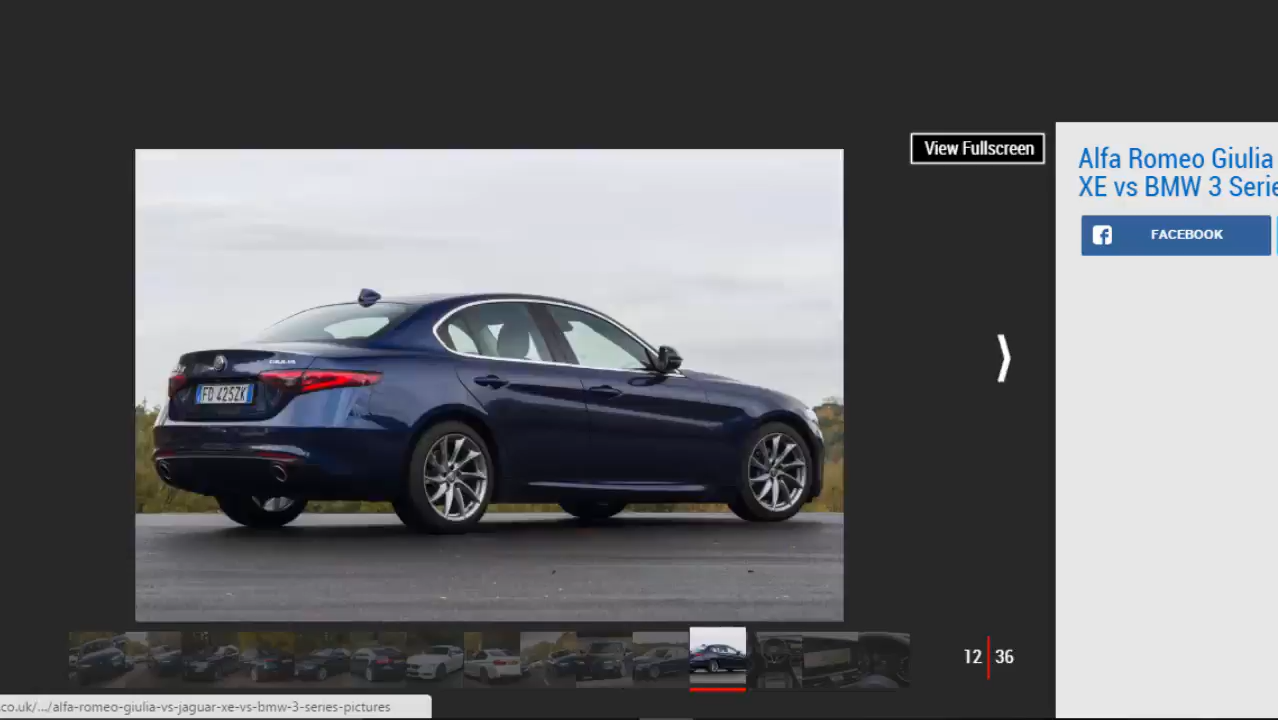 View Fullscreen
Alfa Romeo Giulia
XE vs BMW 3 Serie
FACEBOOK
GIULIA
FD 425ZK
12 36
.co.uk/.../alfa-romeo-giulia-vs-jaguar-xe-vs-bmw-3-series-pictures